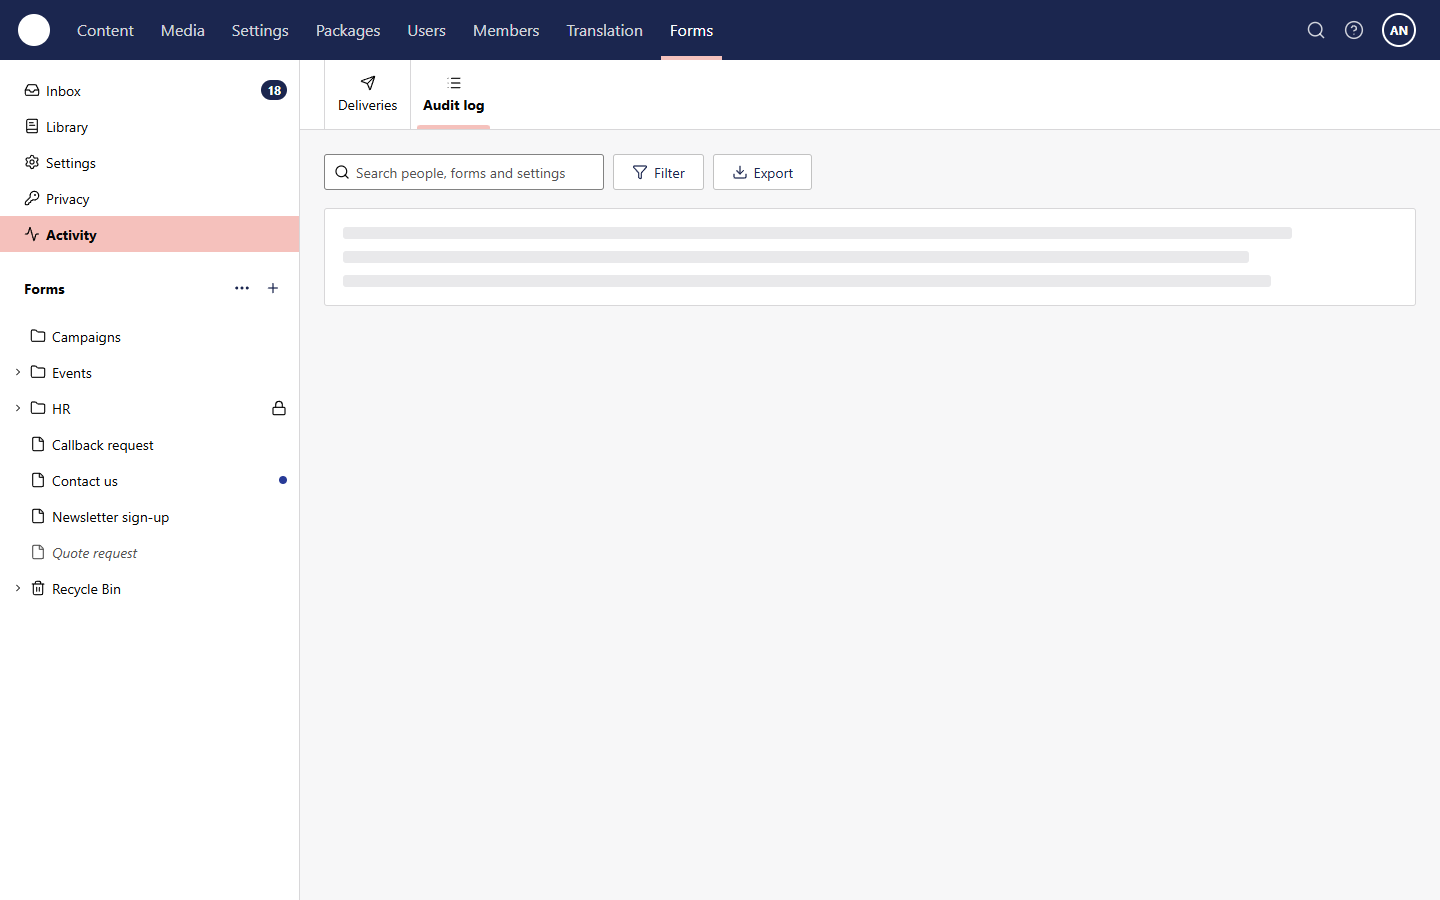 Content Media Settings Packages Users Members Translation Forms AN
Inbox 18
Library
Settings
Privacy
Activity
Forms
Campaigns
Events
HR
Callback request
Contact us
Newsletter sign-up
Quote request
Recycle Bin
Deliveries Audit log
Search people, forms and settings Filter Export